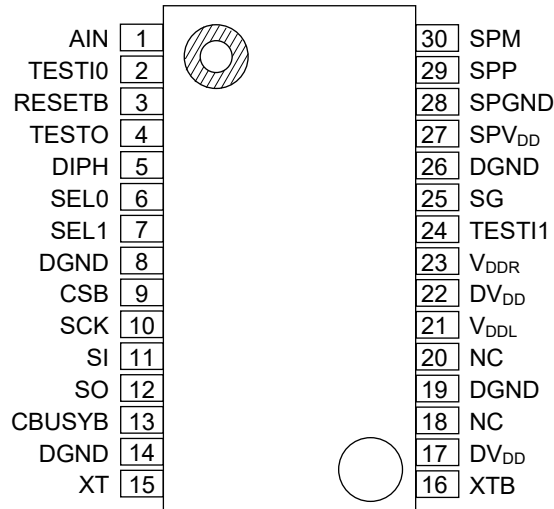 AIN 1 30 SPM
TESTI0 2 29 SPP
RESETB 3 28 SPGND
TESTO 4 27 SPVDD
DIPH 5 26 DGND
SEL0 6 25 SG
SEL1 7 24 TESTI1
DGND 8 23 VDDR
CSB 9 22 DVDD
SCK 10 21 VDDL
SI 11 20 NC
SO 12 19 DGND
CBUSYB 13 18 NC
DGND 14 17 DVDD
XT 15 16 XTB